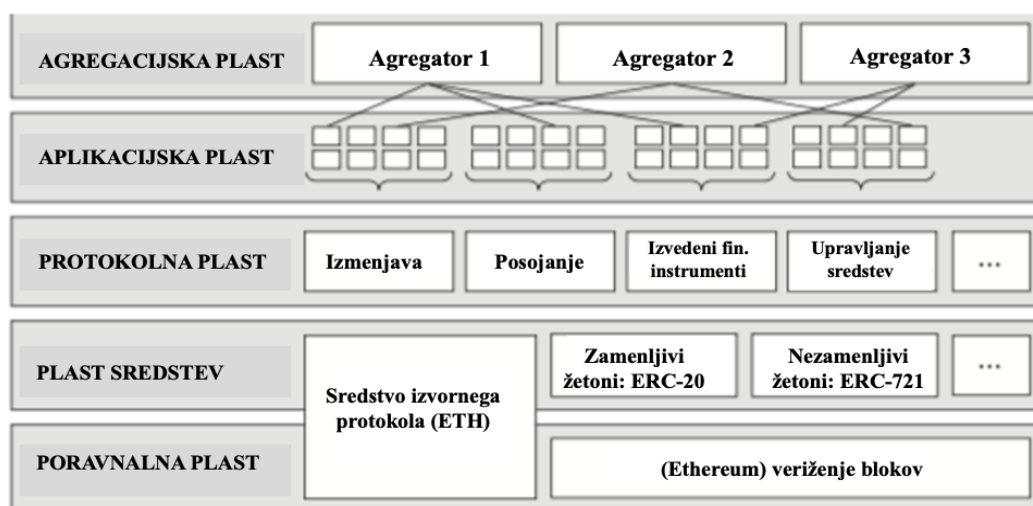 AGREGACIJSKA PLAST
Agregator 1
Agregator 2
Agregator 3
APLIKACIJSKA PLAST
PROTOKOLNA PLAST
Izmenjava
Posojanje
Izvedeni fin.
instrumenti
Upravljanje
sredstev
...
PLAST SREDSTEV
Sredstvo izvornega
protokola (ETH)
Zamenljivi
žetoni: ERC-20
Nezamenljivi
žetoni: ERC-721
...
PORAVNALNA PLAST
(Ethereum) veriženje blokov